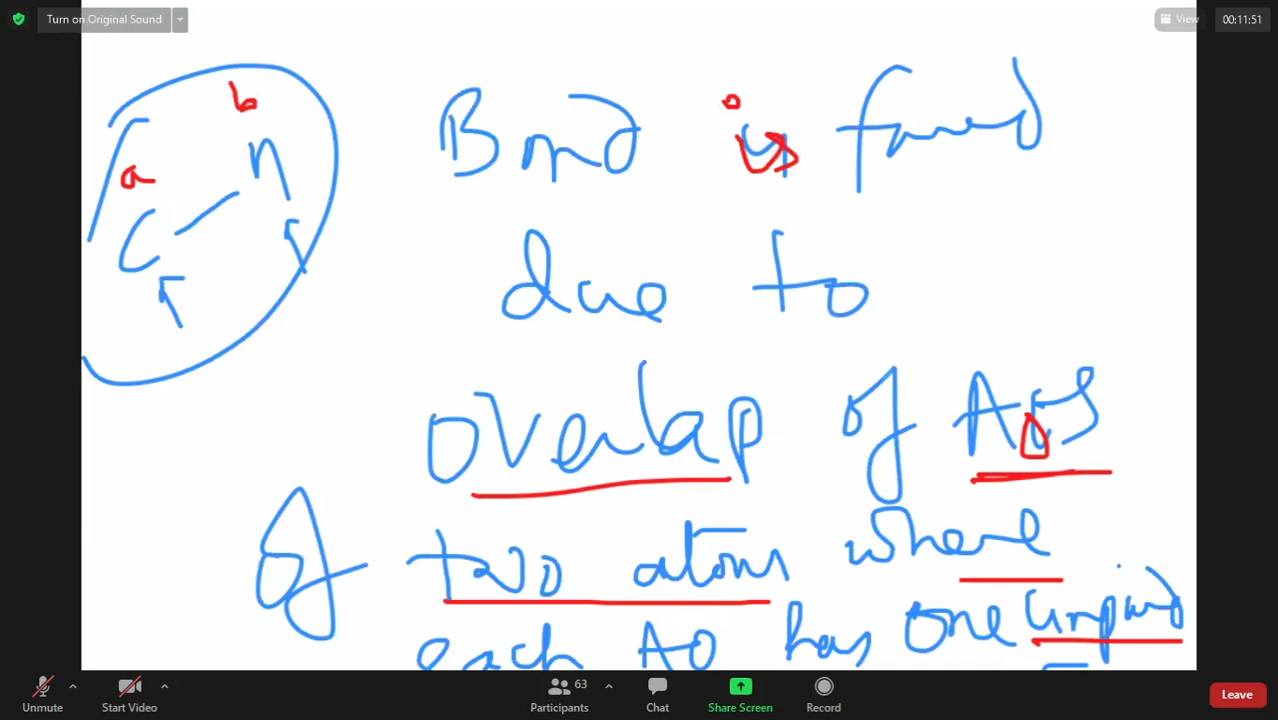 Turn on Original Sound
View
00:11:51
b
a
C — n
Bond is formed
due to
overlap of AOS
of two atoms where
each AO has one unpaired
Unmute
Start Video
63
Participants
Chat
Share Screen
Record
Leave